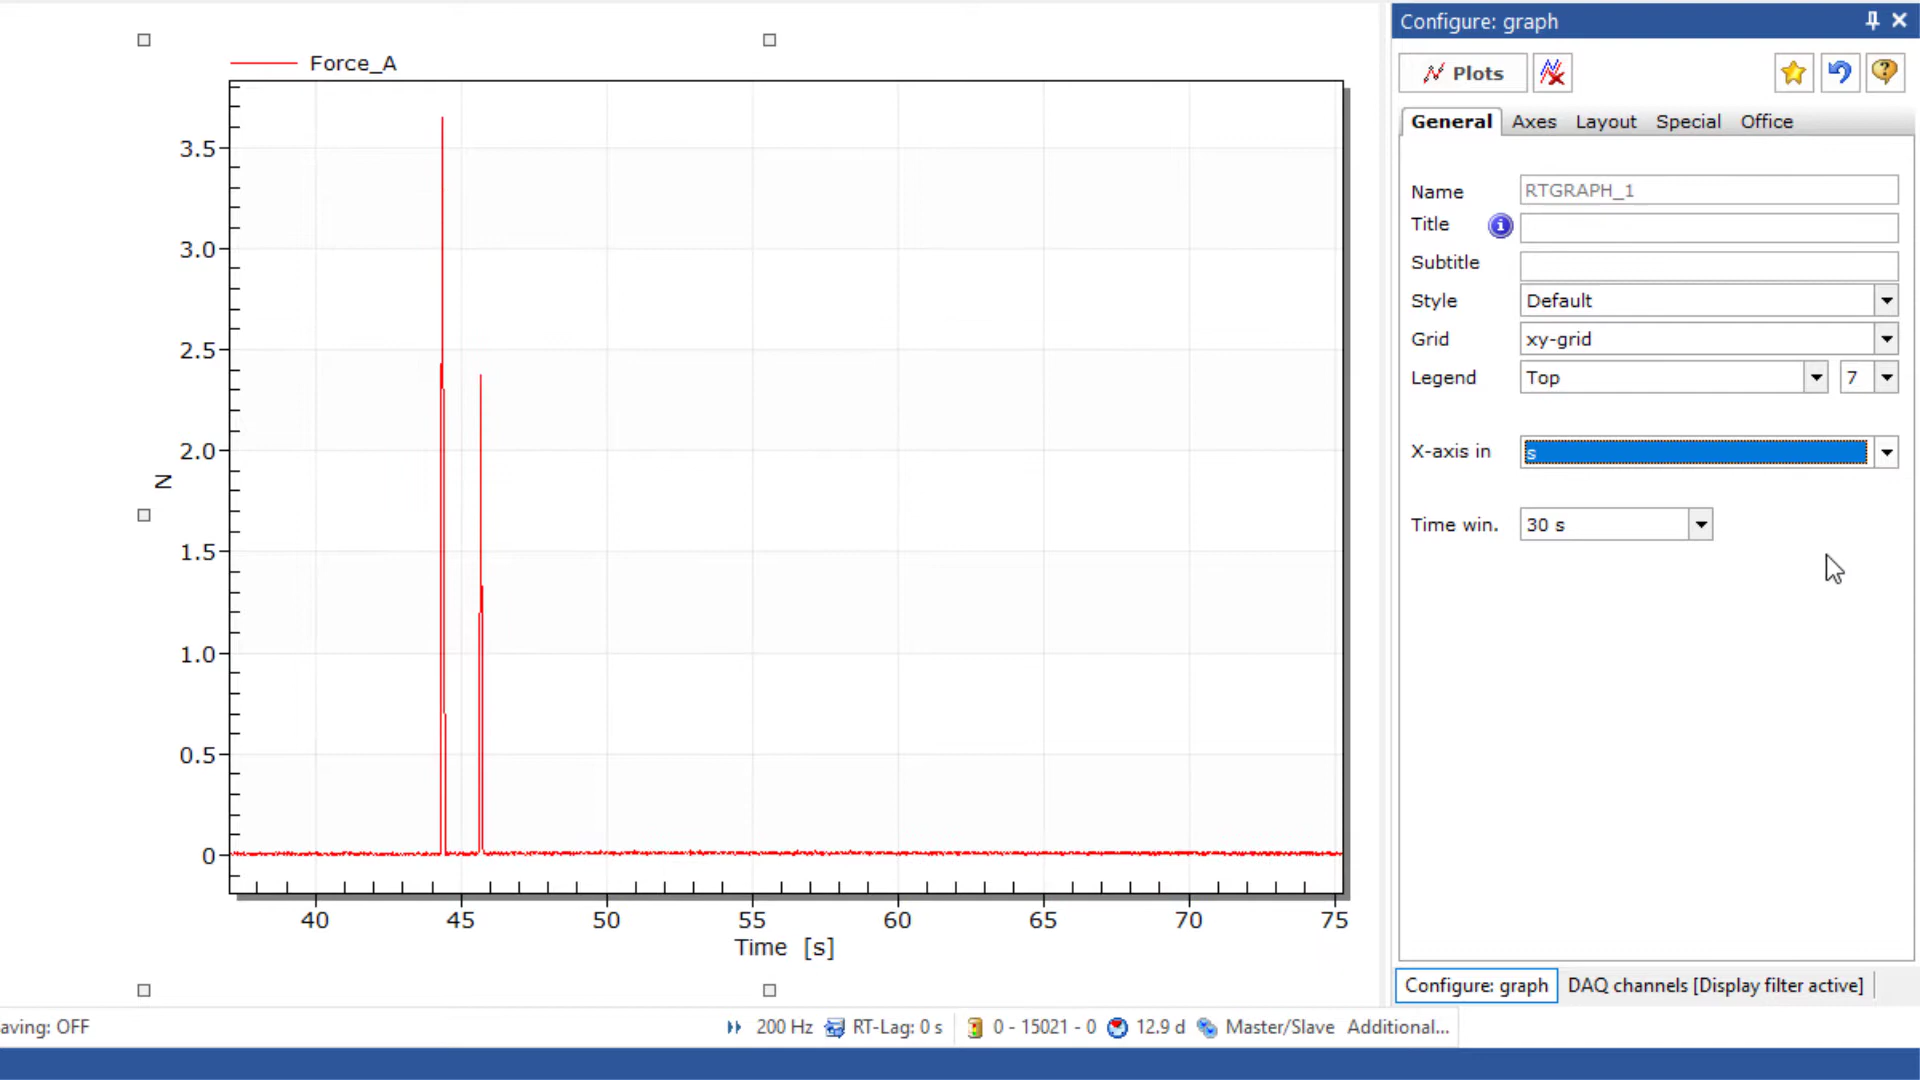 Force_A
3.5
3.0
2.5
2.0
1.5
1.0
0.5
0
N
40 45 50 55 60 65 70 75
Time [s]
Configure: graph
Plots
General Axes Layout Special Office
Name RTGRAPH_1
Title
Subtitle
Style Default
Grid xy-grid
Legend Top 7
X-axis in s
Time win. 30 s
Configure: graph DAQ channels [Display filter active]
aving: OFF 200 Hz RT-Lag: 0 s 0 - 15021 - 0 12.9 d Master/Slave Additional...